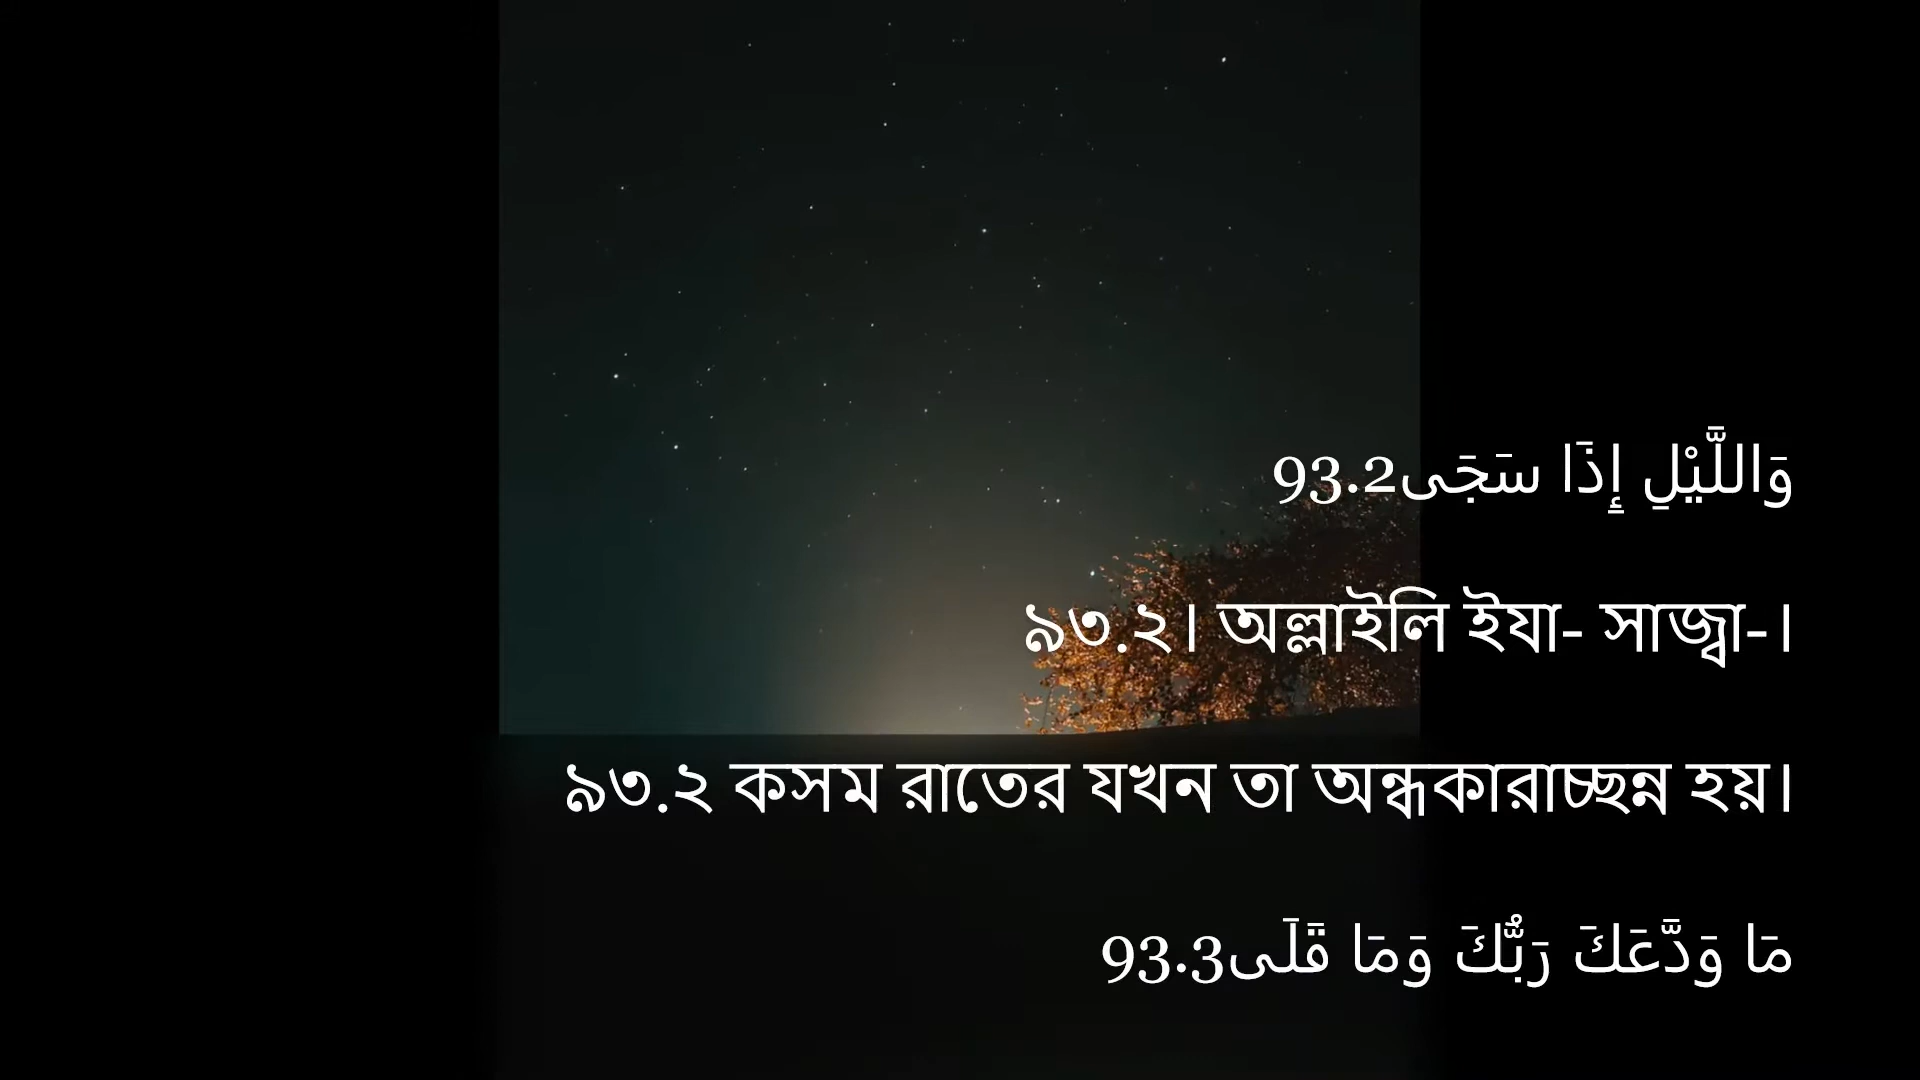 وَاللَّيْلِ إِذَا سَجَى93.2
৯৩.২। অল্লাইলি ইযা- সাজ্বা-।
৯৩.২ কসম রাতের যখন তা অন্ধকারাচ্ছন্ন হয়।
مَا وَدَّعَكَ رَبُّكَ وَمَا قَلَى93.3